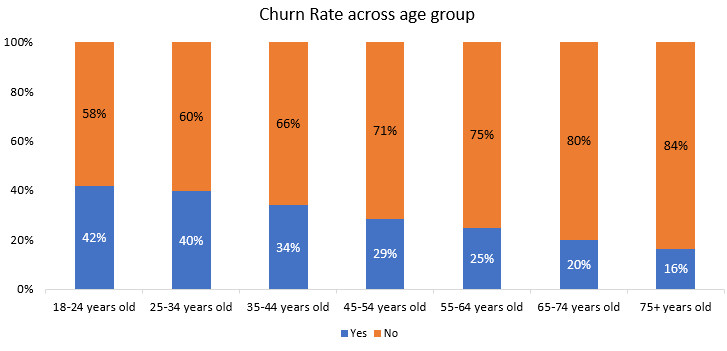 Churn Rate across age group
100%
80%
60%
40%
20%
0%
58% 60% 66% 71% 75% 80% 84%
42% 40% 34% 29% 25% 20% 16%
18-24 years old 25-34 years old 35-44 years old 45-54 years old 55-64 years old 65-74 years old 75+ years old
Yes No